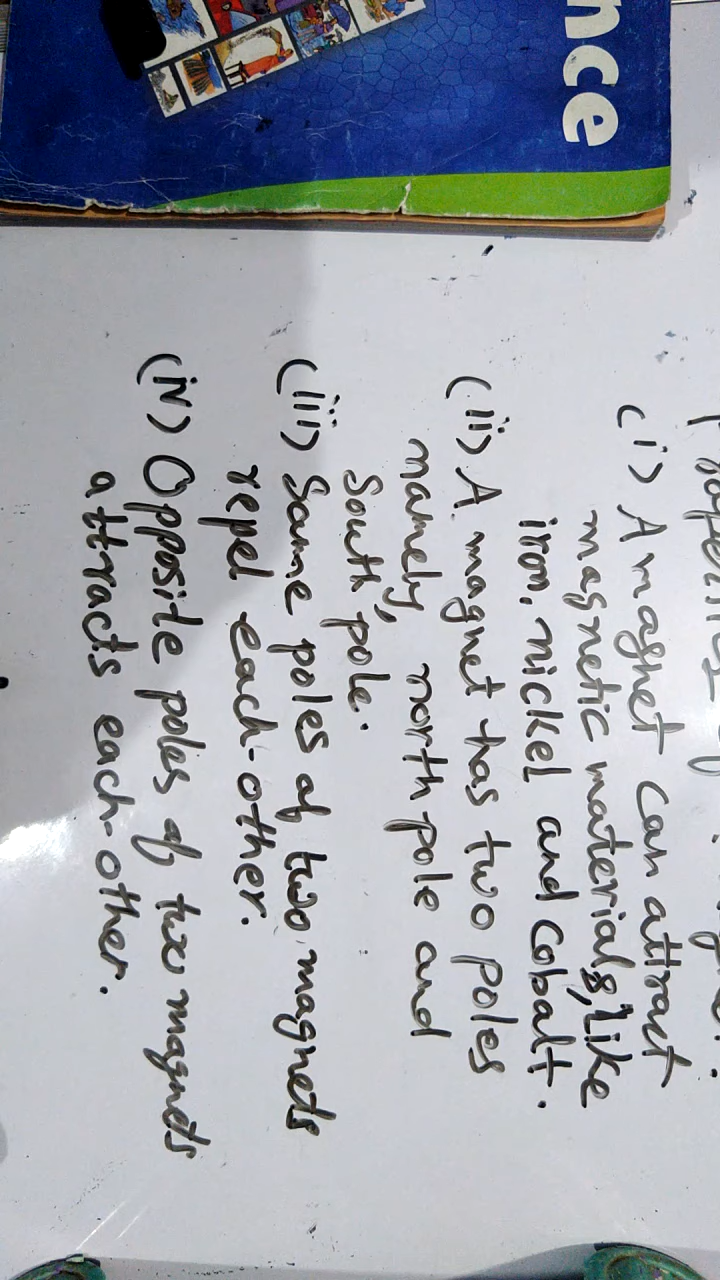 nce
(i) A magnet can attract
magnetic materials, like
iron, nickel and cobalt.
(ii) A magnet has two poles
namely, north pole and
South pole.
(iii) Same poles of two magnets
repel each-other.
(iv) Opposite poles of two magnets
attracts each-other.